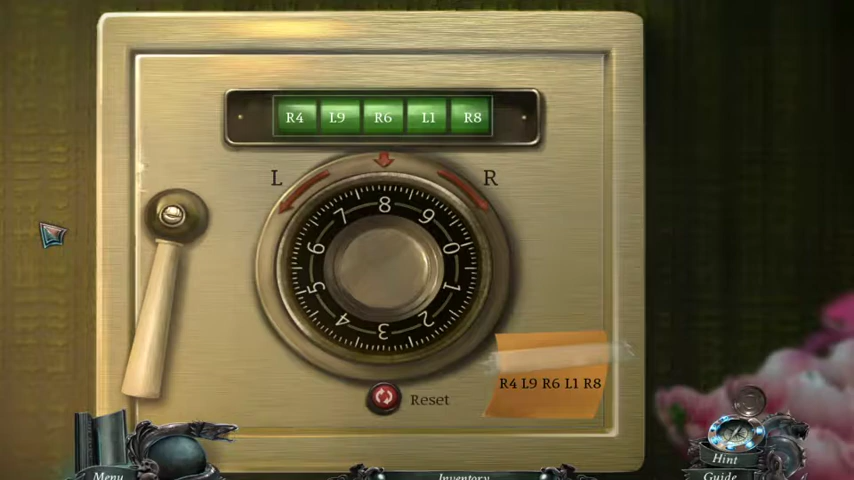 R4 L9 R6 L1 R8
L R
8
7 9
6 0
5 1
4 2
3
R4 L9 R6 L1 R8
Reset
Hint
Menu Inventory Guide